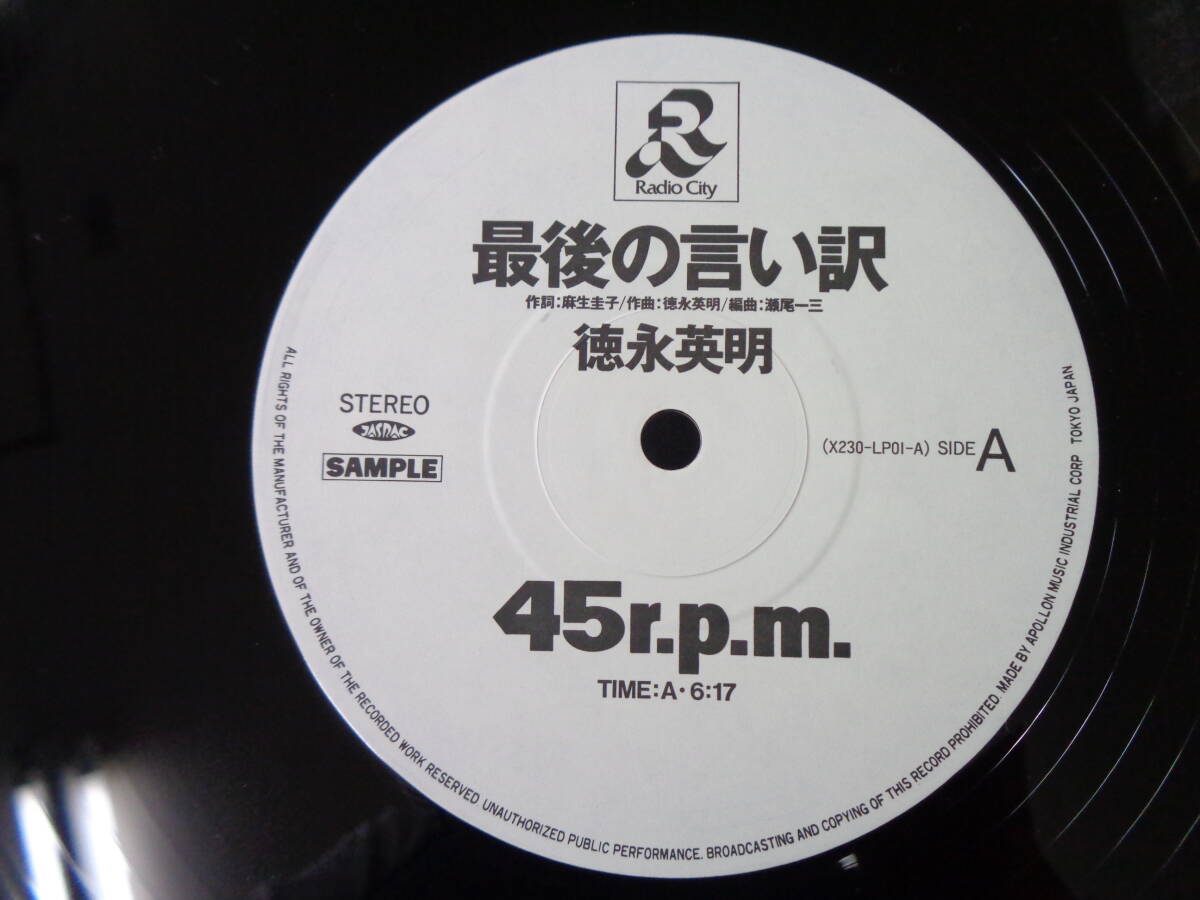 R
Radio City
最後の言い訳
作詞:麻生圭子/作曲:徳永英明/編曲:瀬尾一三
徳永英明
STEREO
JASRAC
SAMPLE
(X230-LP01-A) SIDE A
45r.p.m.
TIME:A・6:17
ALL RIGHTS OF THE MANUFACTURER AND OF THE OWNER OF THE RECORDED WORK RESERVED. UNAUTHORIZED PUBLIC PERFORMANCE. BROADCASTING AND COPYING OF THIS RECORD PROHIBITED. MADE BY APOLLON MUSIC INDUSTRIAL CORP TOKYO JAPAN